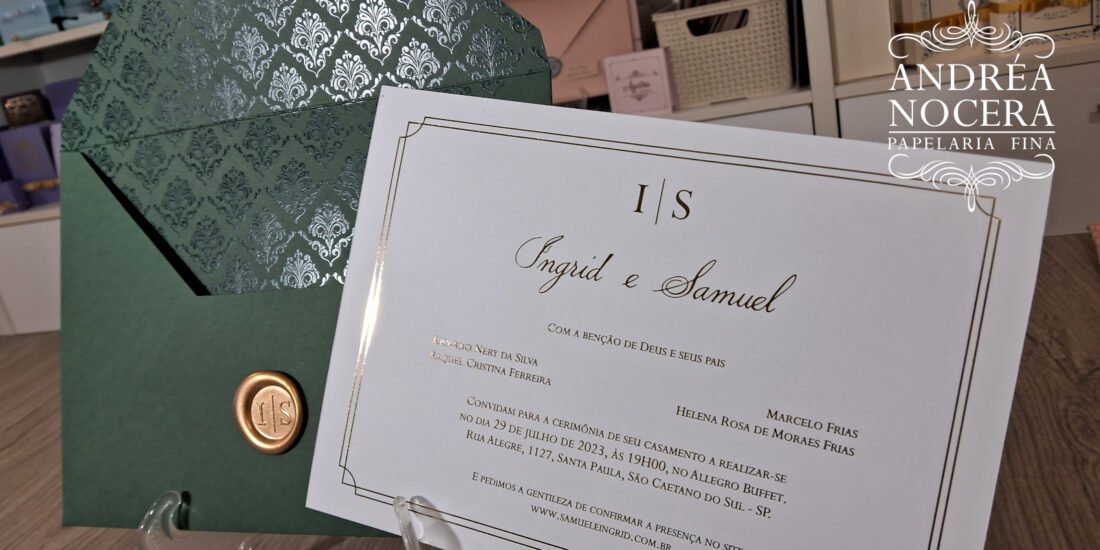 ANDRÉA
NOCERA
PAPELARIA FINA
I|S
Ingrid e Samuel
COM A BENÇÃO DE DEUS E SEUS PAIS
NERY DA SILVA
RAQUEL CRISTINA FERREIRA
MARCELO FRIAS
HELENA ROSA DE MORAES FRIAS
CONVIDAM PARA A CERIMÔNIA DE SEU CASAMENTO A REALIZAR-SE
NO DIA 29 DE JULHO DE 2023, ÀS 19H00, NO ALLEGRO BUFFET.
RUA ALEGRE, 1127, SANTA PAULA, SÃO CAETANO DO SUL - SP.
E PEDIMOS A GENTILEZA DE CONFIRMAR A PRESENÇA NO SITE
WWW.SAMUELEINGRID.COM.BR
I|S